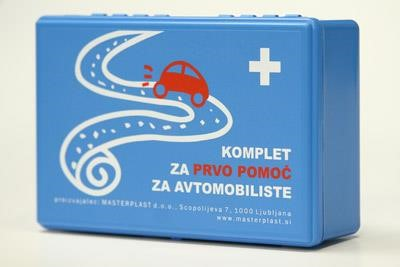 KOMPLET
ZA PRVO POMOČ
ZA AVTOMOBILISTE
proizvajalec: MASTERPLAST d.o.o., Scopolijeva 7, 1000 Ljubljana
www.masterplast.si